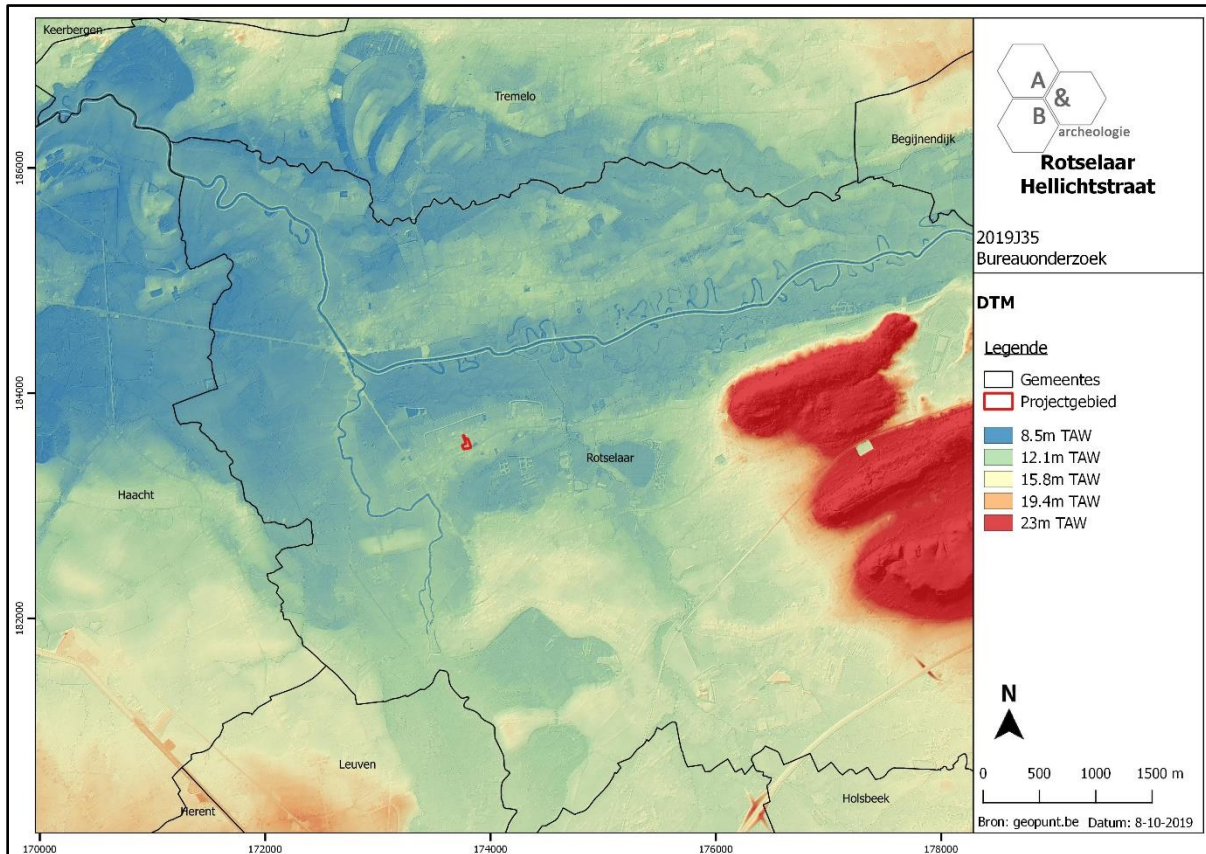 Keerbergen
Tremelo
Begijnendijk
Rotselaar
Haacht
Leuven
Herent
Holsbeek
186000
184000
182000
170000
172000
174000
176000
178000
A
&
B
archeologie
Rotselaar
Hellichtstraat
2019J35
Bureauonderzoek
DTM
Legende
Gemeentes
Projectgebied
8.5m TAW
12.1m TAW
15.8m TAW
19.4m TAW
23m TAW
N
0 500 1000 1500 m
Bron: geopunt.be Datum: 8-10-2019